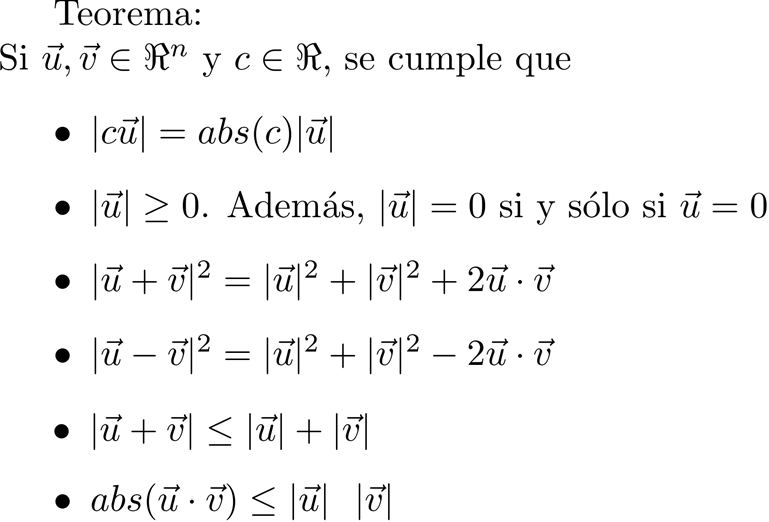 Teorema:
Si $\vec{u}, \vec{v} \in \Re^n$ y $c \in \Re$, se cumple que
• $|c\vec{u}| = abs(c)|\vec{u}|$
• $|\vec{u}| \geq 0$. Además, $|\vec{u}| = 0$ si y sólo si $\vec{u} = 0$
• $|\vec{u} + \vec{v}|^2 = |\vec{u}|^2 + |\vec{v}|^2 + 2\vec{u} \cdot \vec{v}$
• $|\vec{u} - \vec{v}|^2 = |\vec{u}|^2 + |\vec{v}|^2 - 2\vec{u} \cdot \vec{v}$
• $|\vec{u} + \vec{v}| \leq |\vec{u}| + |\vec{v}|$
• $abs(\vec{u} \cdot \vec{v}) \leq |\vec{u}| \ \ |\vec{v}|$